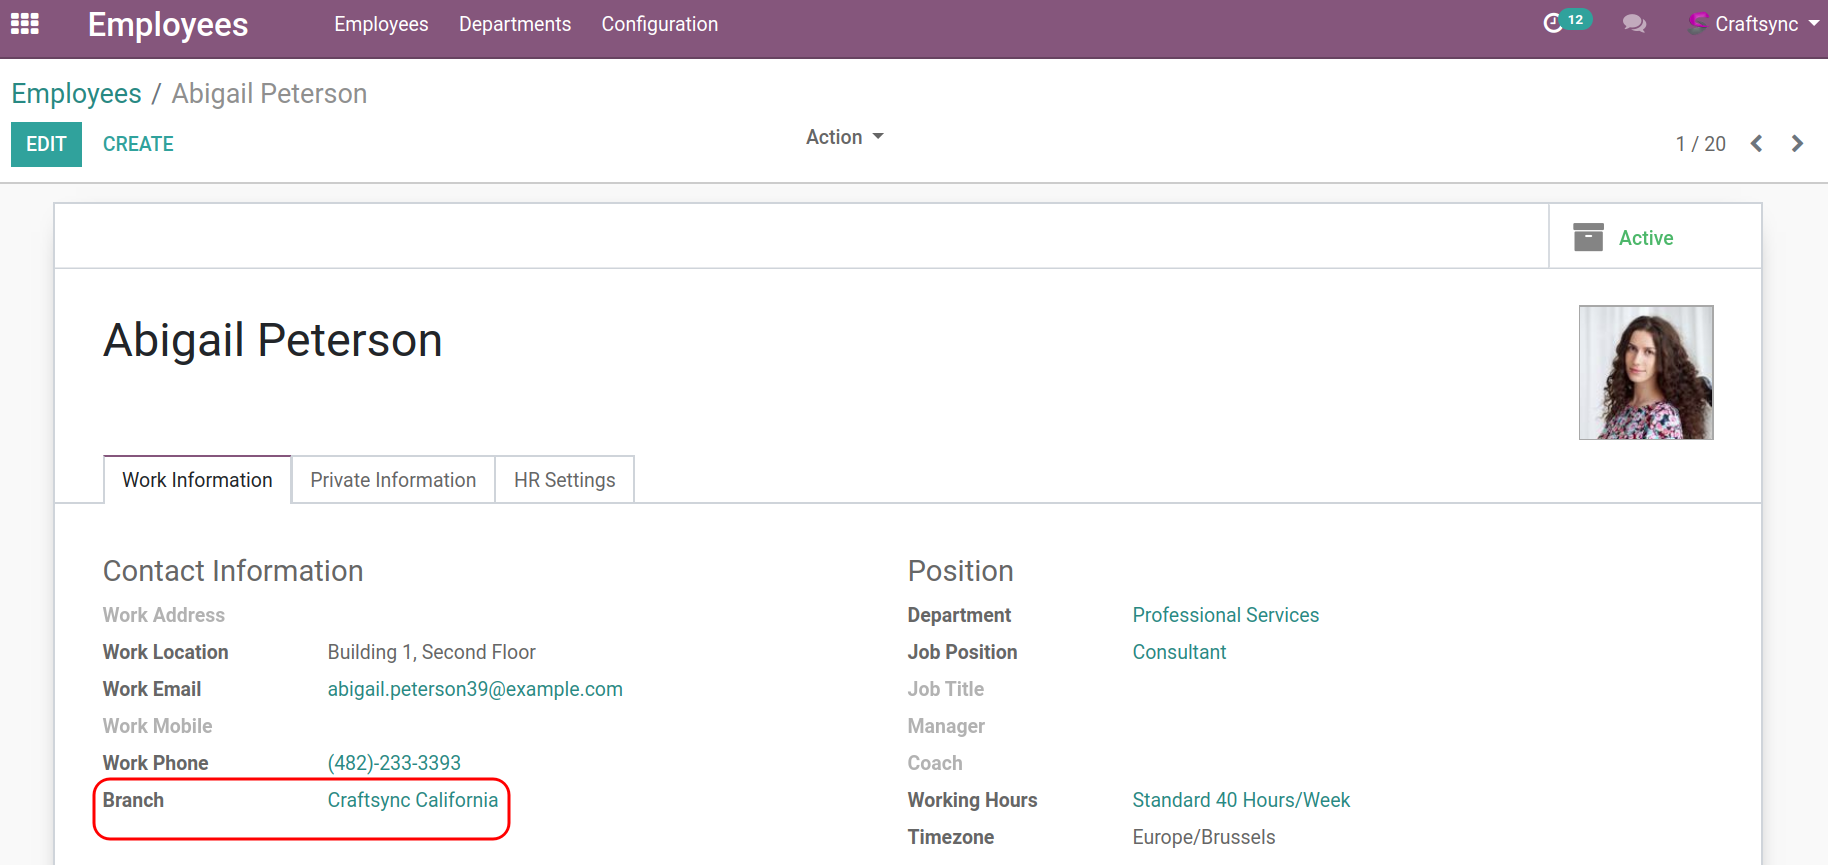 Employees Employees Departments Configuration 12 Craftsync
Employees / Abigail Peterson
EDIT CREATE Action 1 / 20
Active
Abigail Peterson
Work Information Private Information HR Settings
Contact Information Position
Work Address Department Professional Services
Work Location Building 1, Second Floor Job Position Consultant
Work Email abigail.peterson39@example.com Job Title
Work Mobile Manager
Work Phone (482)-233-3393 Coach
Branch Craftsync California Working Hours Standard 40 Hours/Week
Timezone Europe/Brussels